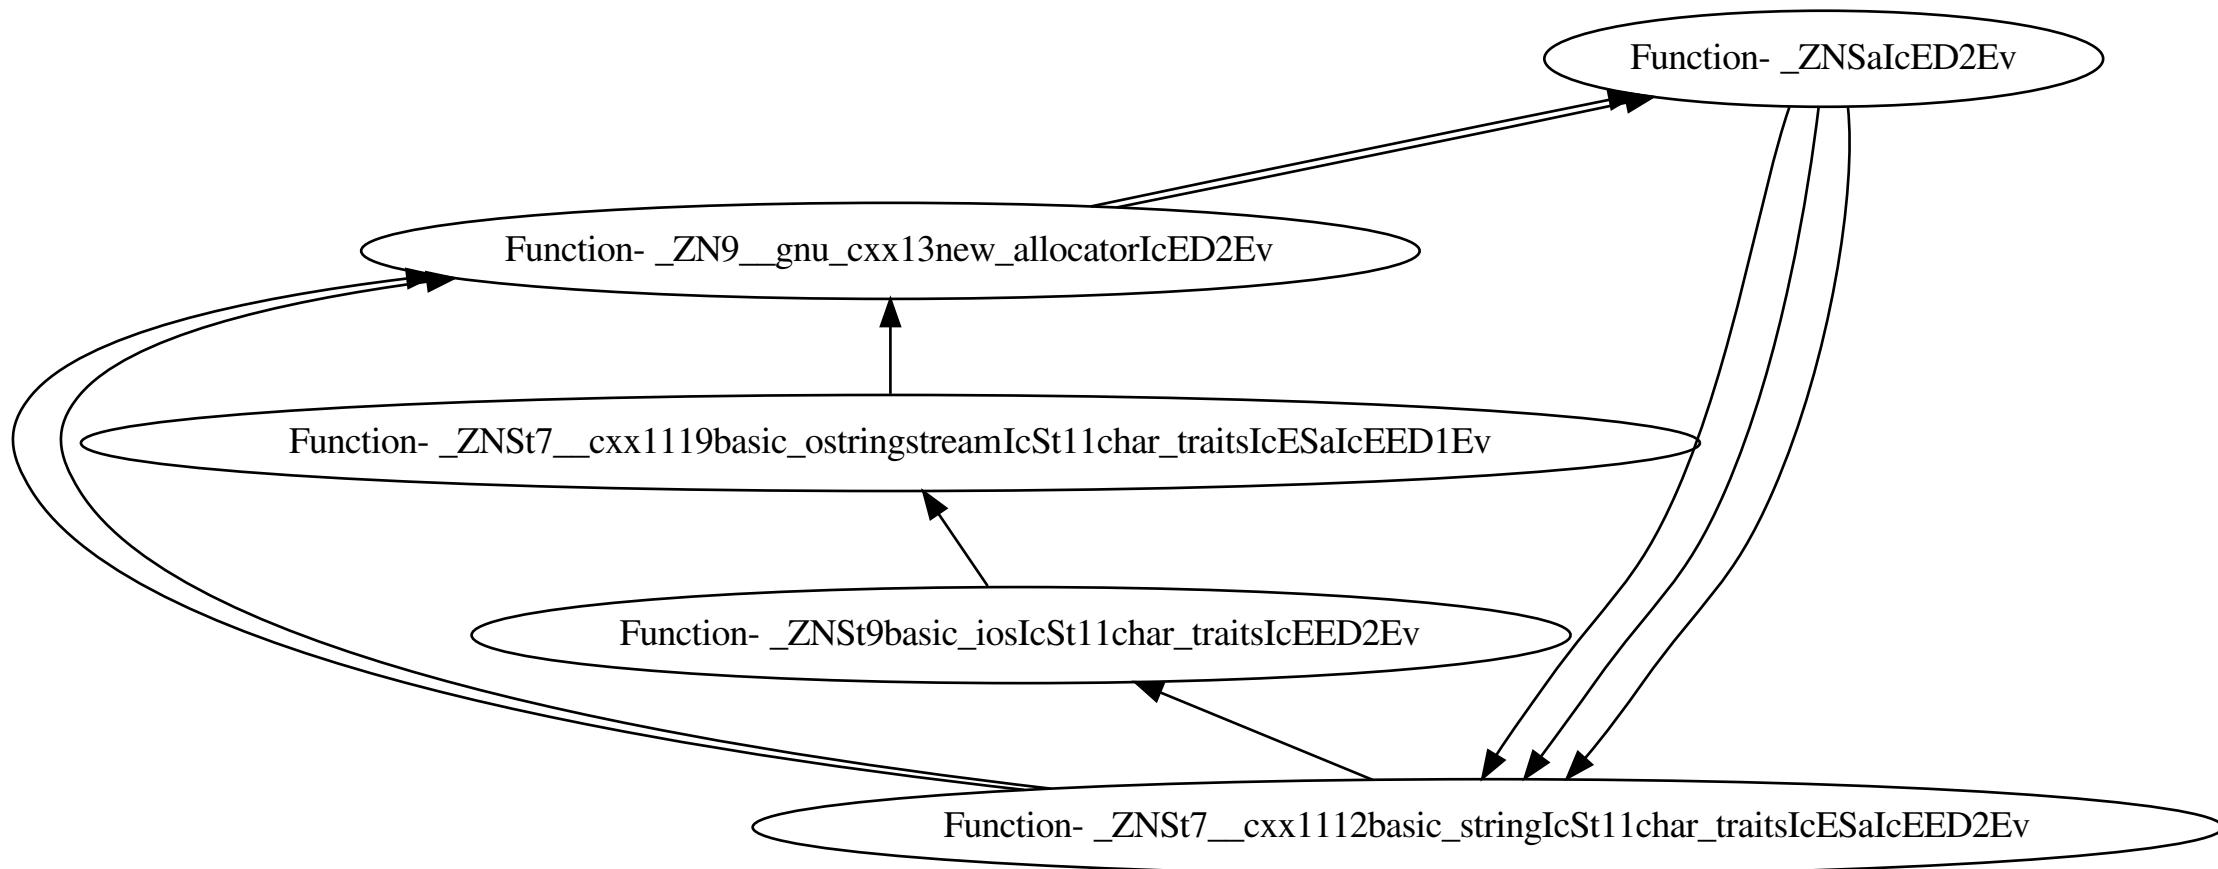 Function- _ZNSaIcED2Ev
Function- _ZN9__gnu_cxx13new_allocatorIcED2Ev
Function- _ZNSt7__cxx1119basic_ostringstreamIcSt11char_traitsIcESaIcEED1Ev
Function- _ZNSt9basic_iosIcSt11char_traitsIcEED2Ev
Function- _ZNSt7__cxx1112basic_stringIcSt11char_traitsIcESaIcEED2Ev